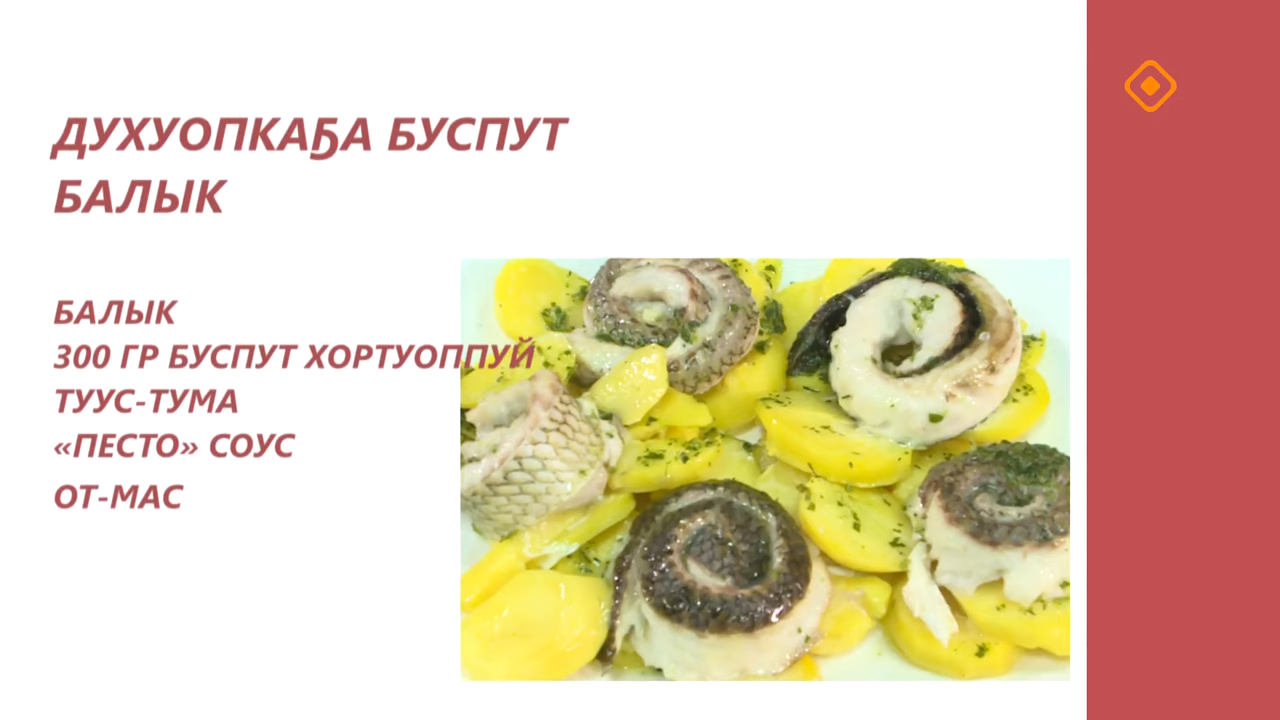 ДУХУОПКАҔА БУСПУТ
БАЛЫК
БАЛЫК
300 ГР БУСПУТ ХОРТУОППУЙ
ТУУС-ТУМА
«ПЕСТО» СОУС
ОТ-МАС